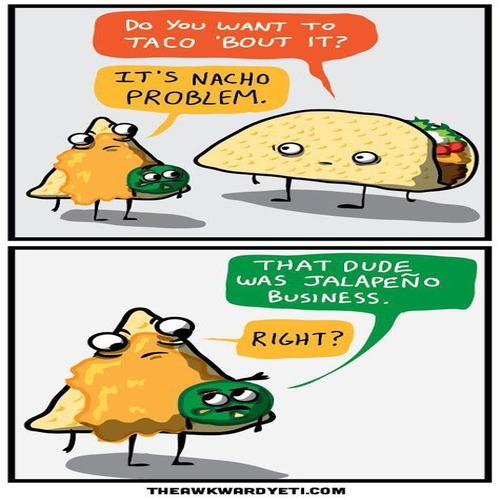 DO YOU WANT TO
TACO 'BOUT IT?
IT'S NACHO
PROBLEM.
THAT DUDE
WAS JALAPEÑO
BUSINESS.
RIGHT?
THEAWKWARDYETI.COM